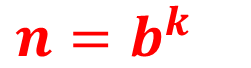 n = b^k